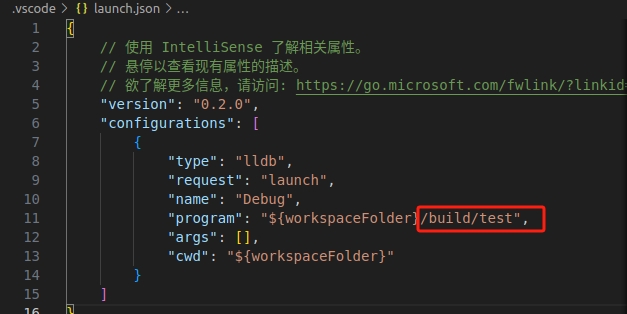 .vscode > {} launch.json > ...
1 {
2 // 使用 IntelliSense 了解相关属性。
3 // 悬停以查看现有属性的描述。
4 // 欲了解更多信息，请访问: https://go.microsoft.com/fwlink/?linkid=
5 "version": "0.2.0",
6 "configurations": [
7 {
8 "type": "lldb",
9 "request": "launch",
10 "name": "Debug",
11 "program": "${workspaceFolder}/build/test",
12 "args": [],
13 "cwd": "${workspaceFolder}"
14 }
15 ]
16 }